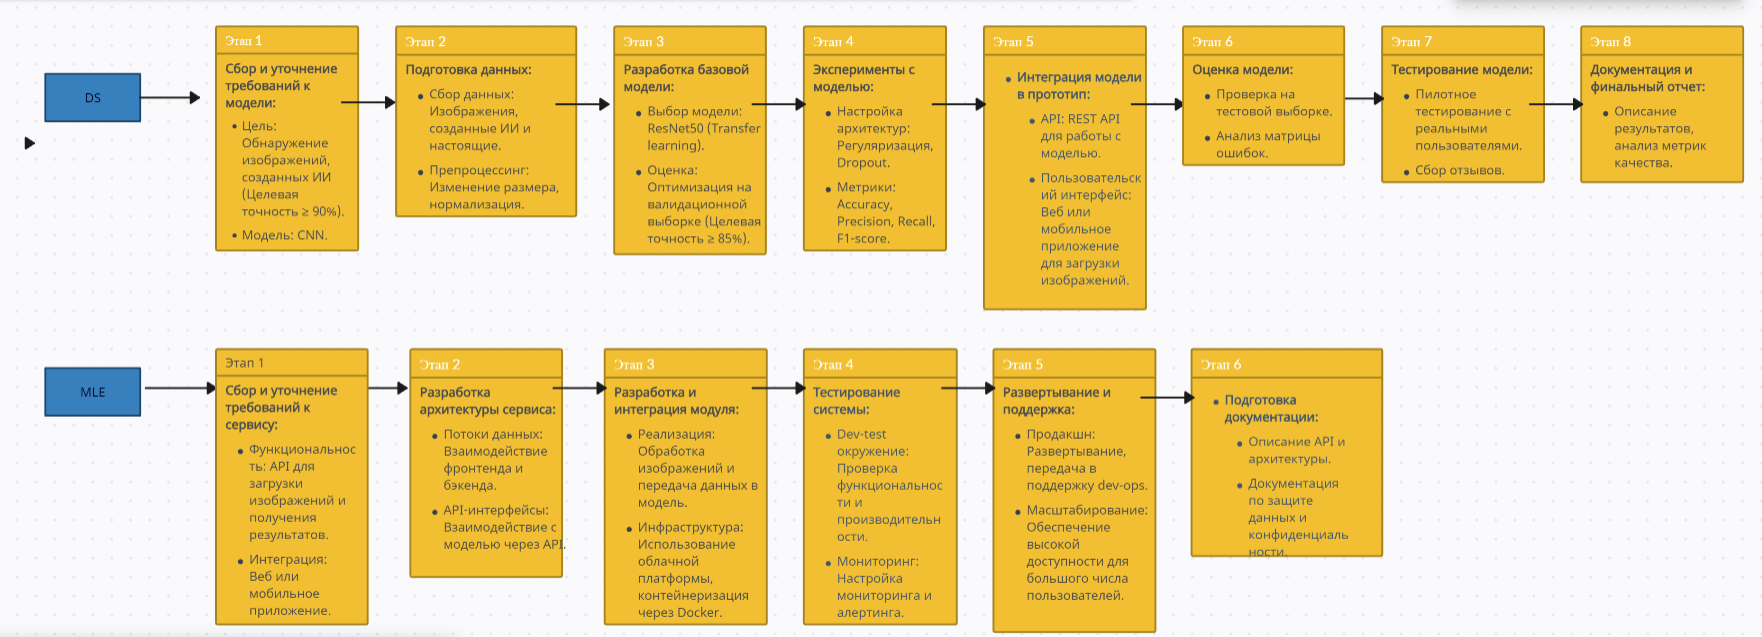 DS
Этап 1
Сбор и уточнение
требований к
модели:
• Цель:
Обнаружение
изображений,
созданных ИИ
(Целевая
точность ≥ 90%).
• Модель: CNN.
Этап 2
Подготовка данных:
• Сбор данных:
Изображения,
созданные ИИ и
настоящие.
• Препроцессинг:
Изменение размера,
нормализация.
Этап 3
Разработка базовой
модели:
• Выбор модели:
ResNet50 (Transfer
learning).
• Оценка:
Оптимизация на
валидационной
выборке (Целевая
точность ≥ 85%).
Этап 4
Эксперименты с
моделью:
• Настройка
архитектур:
Регуляризация,
Dropout.
• Метрики:
Accuracy,
Precision, Recall,
F1-score.
Этап 5
• Интеграция модели
в прототип:
• API: REST API
для работы с
моделью.
• Пользовательск
ий интерфейс:
Веб или
мобильное
приложение
для загрузки
изображений.
Этап 6
Оценка модели:
• Проверка на
тестовой выборке.
• Анализ матрицы
ошибок.
Этап 7
Тестирование модели:
• Пилотное
тестирование с
реальными
пользователями.
• Сбор отзывов.
Этап 8
Документация и
финальный отчет:
• Описание
результатов,
анализ метрик
качества.
MLE
Этап 1
Сбор и уточнение
требований к
сервису:
• Функциональнос
ть: API для
загрузки
изображений и
получения
результатов.
• Интеграция:
Веб или
мобильное
приложение.
Этап 2
Разработка
архитектуры сервиса:
• Потоки данных:
Взаимодействие
фронтенда и
бэкенда.
• API-интерфейсы:
Взаимодействие с
моделью через API.
Этап 3
Разработка и
интеграция модуля:
• Реализация:
Обработка
изображений и
передача данных в
модель.
• Инфраструктура:
Использование
облачной
платформы,
контейнеризация
через Docker.
Этап 4
Тестирование
системы:
• Dev-test
окружение:
Проверка
функциональнос
ти и
производительн
ости.
• Мониторинг:
Настройка
мониторинга и
алертинга.
Этап 5
Развертывание и
поддержка:
• Продакшн:
Развертывание,
передача в
поддержку dev-ops.
• Масштабирование:
Обеспечение
высокой
доступности для
большого числа
пользователей.
Этап 6
• Подготовка
документации:
• Описание API и
архитектуры.
• Документация
по защите
данных и
конфиденциаль
ности.